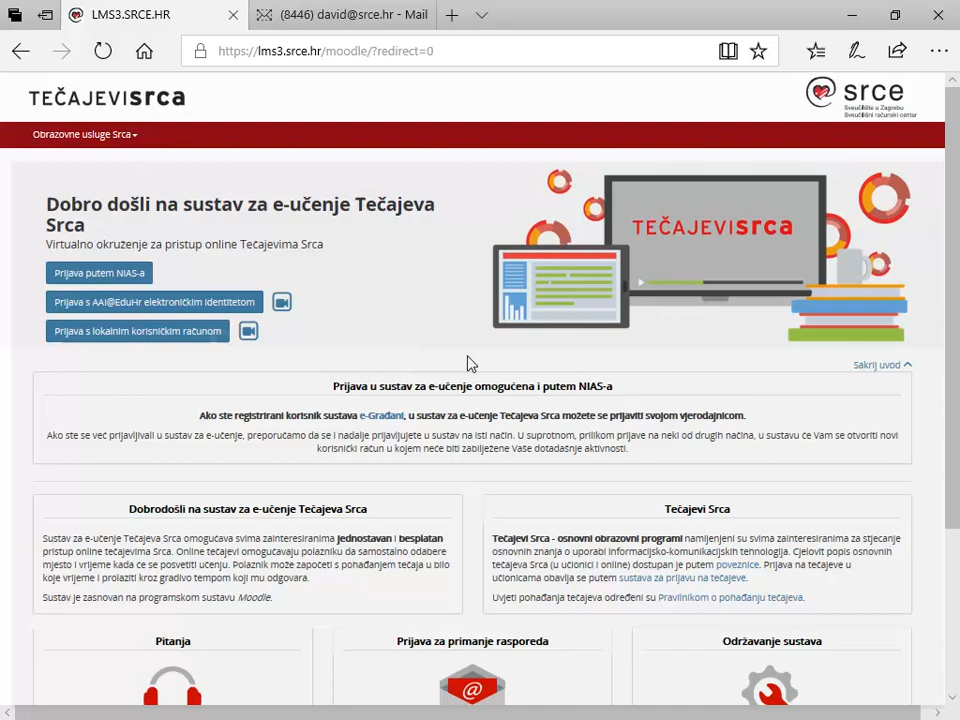 LMS3.SRCE.HR
(8446) david@srce.hr - Mail
https://lms3.srce.hr/moodle/?redirect=0
TEČAJEVIsrca
srce
Sveučilište u Zagrebu
Sveučilišni računski centar
Obrazovne usluge Srca
Dobro došli na sustav za e-učenje Tečajeva
Srca
Virtualno okruženje za pristup online Tečajevima Srca
Prijava putem NIAS-a
Prijava s AAI@EduHr elektroničkim identitetom
Prijava s lokalnim korisničkim računom
TEČAJEVIsrca
Sakrij uvod
Prijava u sustav za e-učenje omogućena i putem NIAS-a
Ako ste registrirani korisnik sustava e-Građani, u sustav za e-učenje Tečajeva Srca možete se prijaviti svojom vjerodajnicom.
Ako ste se već prijavljivali u sustav za e-učenje, preporučamo da se i nadalje prijavljujete u sustav na isti način. U suprotnom, prilikom prijave na neki od drugih načina, u sustavu će Vam se otvoriti novi
korisnički račun u kojem neće biti zabilježene Vaše dotadašnje aktivnosti.
Dobrodošli na sustav za e-učenje Tečajeva Srca
Sustav za e-učenje Tečajeva Srca omogućava svima zainteresiranima jednostavan i besplatan
pristup online tečajevima Srca. Online tečajevi omogućavaju polazniku da samostalno odabere
mjesto i vrijeme kada će se posvetiti učenju. Polaznik može započeti s pohađanjem tečaja u bilo
koje vrijeme i prolaziti kroz gradivo tempom koji mu odgovara.
Sustav je zasnovan na programskom sustavu Moodle.
Tečajevi Srca
Tečajevi Srca - osnovni obrazovni programi namijenjeni su svima zainteresiranima za stjecanje
osnovnih znanja o uporabi informacijsko-komunikacijskih tehnologija. Cjelovit popis osnovnih
tečajeva Srca (u učionici i online) dostupan je putem poveznice. Prijava na tečajeve u
učionicama obavlja se putem sustava za prijavu na tečajeve.
Uvjeti pohađanja tečajeva određeni su Pravilnikom o pohađanju tečajeva.
Pitanja
Prijava za primanje rasporeda
Održavanje sustava